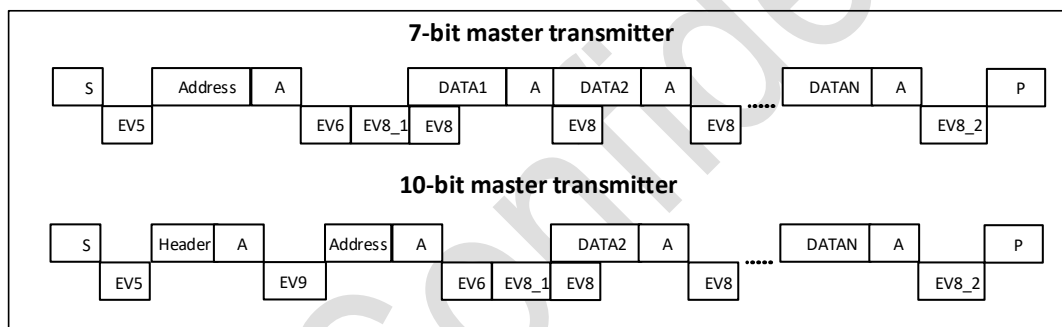 7-bit master transmitter
S Address A DATA1 A DATA2 A DATAN A P
EV5 EV6 EV8_1 EV8 EV8 EV8 ..... EV8_2
10-bit master transmitter
S Header A Address A DATA2 A DATAN A P
EV5 EV9 EV6 EV8_1 EV8 EV8 ..... EV8_2